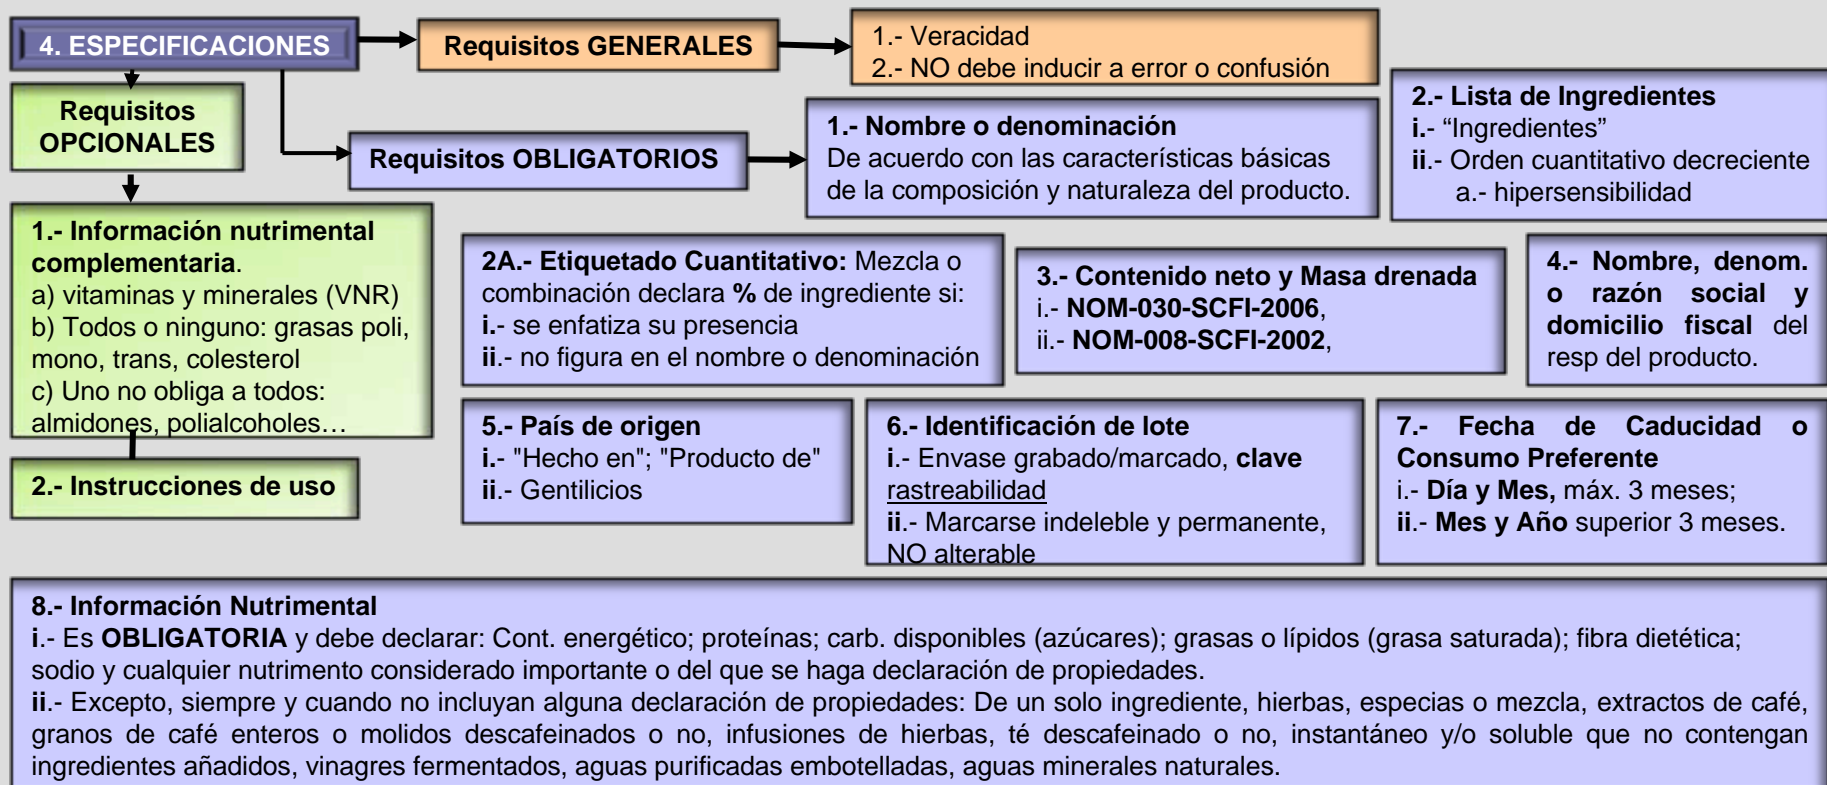 4. ESPECIFICACIONES
Requisitos GENERALES
1.- Veracidad
2.- NO debe inducir a error o confusión
Requisitos
OPCIONALES
Requisitos OBLIGATORIOS
1.- Nombre o denominación
De acuerdo con las características básicas
de la composición y naturaleza del producto.
2.- Lista de Ingredientes
i.- “Ingredientes”
ii.- Orden cuantitativo decreciente
a.- hipersensibilidad
1.- Información nutrimental
complementaria.
a) vitaminas y minerales (VNR)
b) Todos o ninguno: grasas poli,
mono, trans, colesterol
c) Uno no obliga a todos:
almidones, polialcoholes…
2.- Instrucciones de uso
2A.- Etiquetado Cuantitativo: Mezcla o
combinación declara % de ingrediente si:
i.- se enfatiza su presencia
ii.- no figura en el nombre o denominación
3.- Contenido neto y Masa drenada
i.- NOM-030-SCFI-2006,
ii.- NOM-008-SCFI-2002,
4.- Nombre, denom.
o razón social y
domicilio fiscal del
resp del producto.
5.- País de origen
i.- "Hecho en"; "Producto de"
ii.- Gentilicios
6.- Identificación de lote
i.- Envase grabado/marcado, clave
rastreabilidad
ii.- Marcarse indeleble y permanente,
NO alterable
7.- Fecha de Caducidad o
Consumo Preferente
i.- Día y Mes, máx. 3 meses;
ii.- Mes y Año superior 3 meses.
8.- Información Nutrimental
i.- Es OBLIGATORIA y debe declarar: Cont. energético; proteínas; carb. disponibles (azúcares); grasas o lípidos (grasa saturada); fibra dietética;
sodio y cualquier nutrimento considerado importante o del que se haga declaración de propiedades.
ii.- Excepto, siempre y cuando no incluyan alguna declaración de propiedades: De un solo ingrediente, hierbas, especias o mezcla, extractos de café,
granos de café enteros o molidos descafeinados o no, infusiones de hierbas, té descafeinado o no, instantáneo y/o soluble que no contengan
ingredientes añadidos, vinagres fermentados, aguas purificadas embotelladas, aguas minerales naturales.